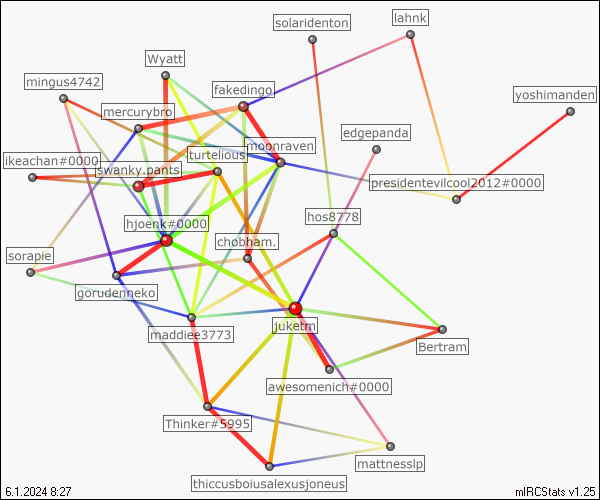 solaridenton
lahnk
Wyatt
mingus4742
fakedingo
yoshimanden
mercurybro
edgepanda
moonraven
turtelious
ikeachan#0000
swanky.pants
presidentevilcool2012#0000
hos8778
hjoenk#0000
chobham.
sorapie
gorudenneko
juketm
maddiee3773
Bertram
awesomenich#0000
Thinker#5995
mattnesslp
thiccusboiusalexusjoneus
6.1.2024 8:27
mIRCStats v1.25